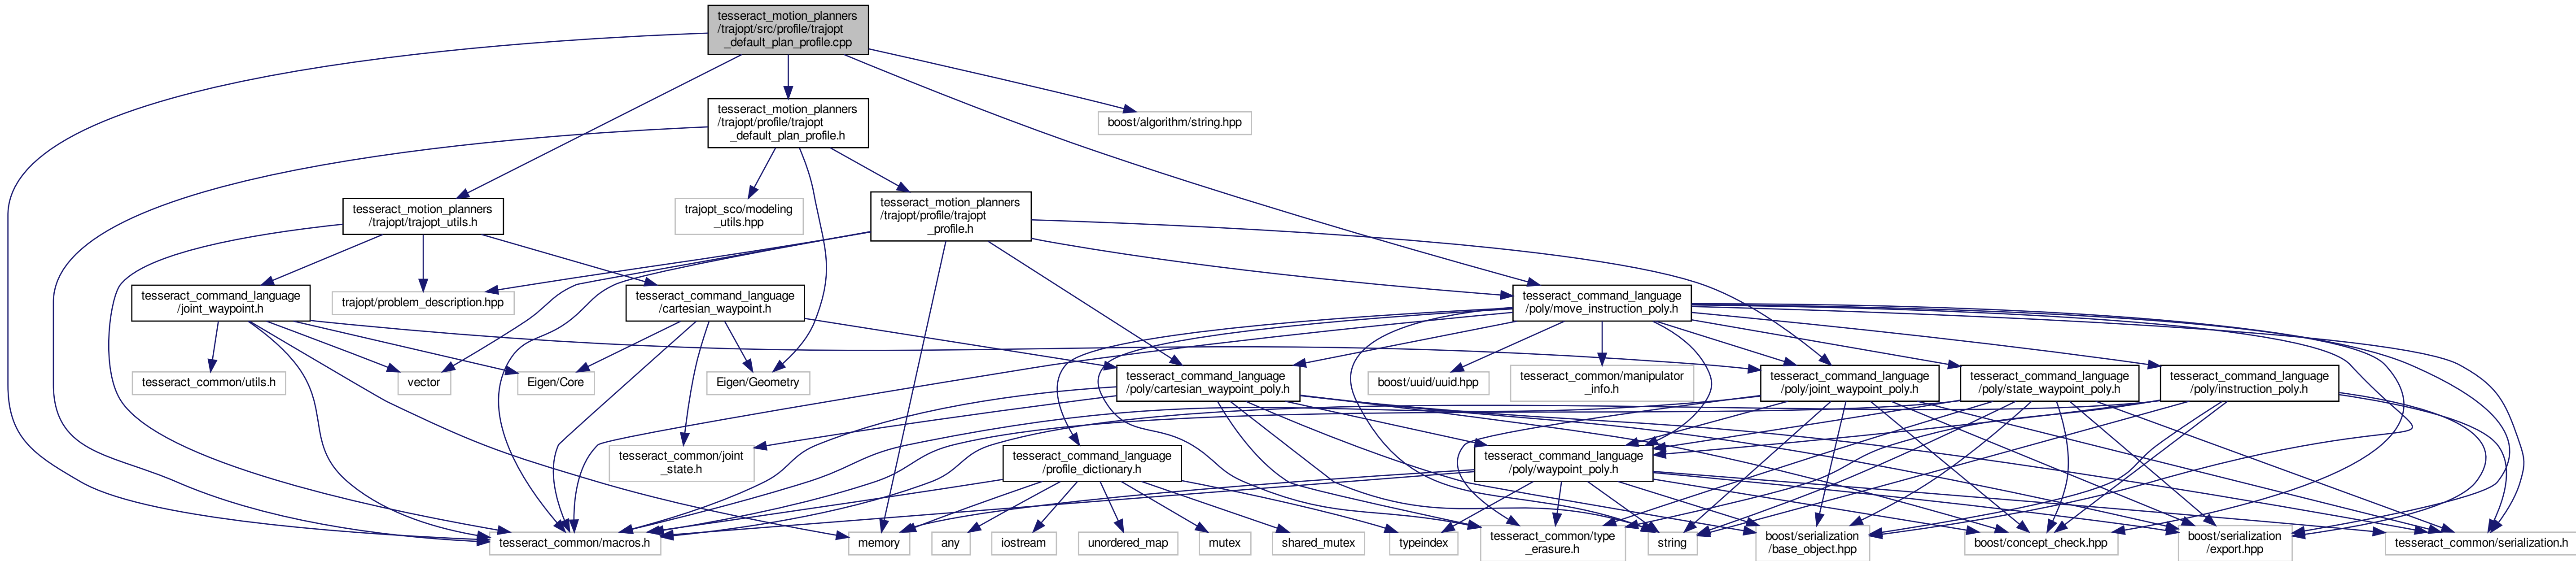 tesseract_motion_planners
/trajopt/src/profile/trajopt
_default_plan_profile.cpp
tesseract_motion_planners
/trajopt/profile/trajopt
_default_plan_profile.h
boost/algorithm/string.hpp
tesseract_motion_planners
/trajopt/trajopt_utils.h
trajopt_sco/modeling
_utils.hpp
tesseract_motion_planners
/trajopt/profile/trajopt
_profile.h
tesseract_command_language
/joint_waypoint.h
trajopt/problem_description.hpp
tesseract_command_language
/cartesian_waypoint.h
tesseract_command_language
/poly/move_instruction_poly.h
tesseract_common/utils.h
vector
Eigen/Core
Eigen/Geometry
tesseract_command_language
/poly/cartesian_waypoint_poly.h
boost/uuid/uuid.hpp
tesseract_common/manipulator
_info.h
tesseract_command_language
/poly/joint_waypoint_poly.h
tesseract_command_language
/poly/state_waypoint_poly.h
tesseract_command_language
/poly/instruction_poly.h
tesseract_common/joint
_state.h
tesseract_command_language
/profile_dictionary.h
tesseract_command_language
/poly/waypoint_poly.h
tesseract_common/macros.h
memory
any
iostream
unordered_map
mutex
shared_mutex
typeindex
tesseract_common/type
_erasure.h
string
boost/serialization
/base_object.hpp
boost/concept_check.hpp
boost/serialization
/export.hpp
tesseract_common/serialization.h